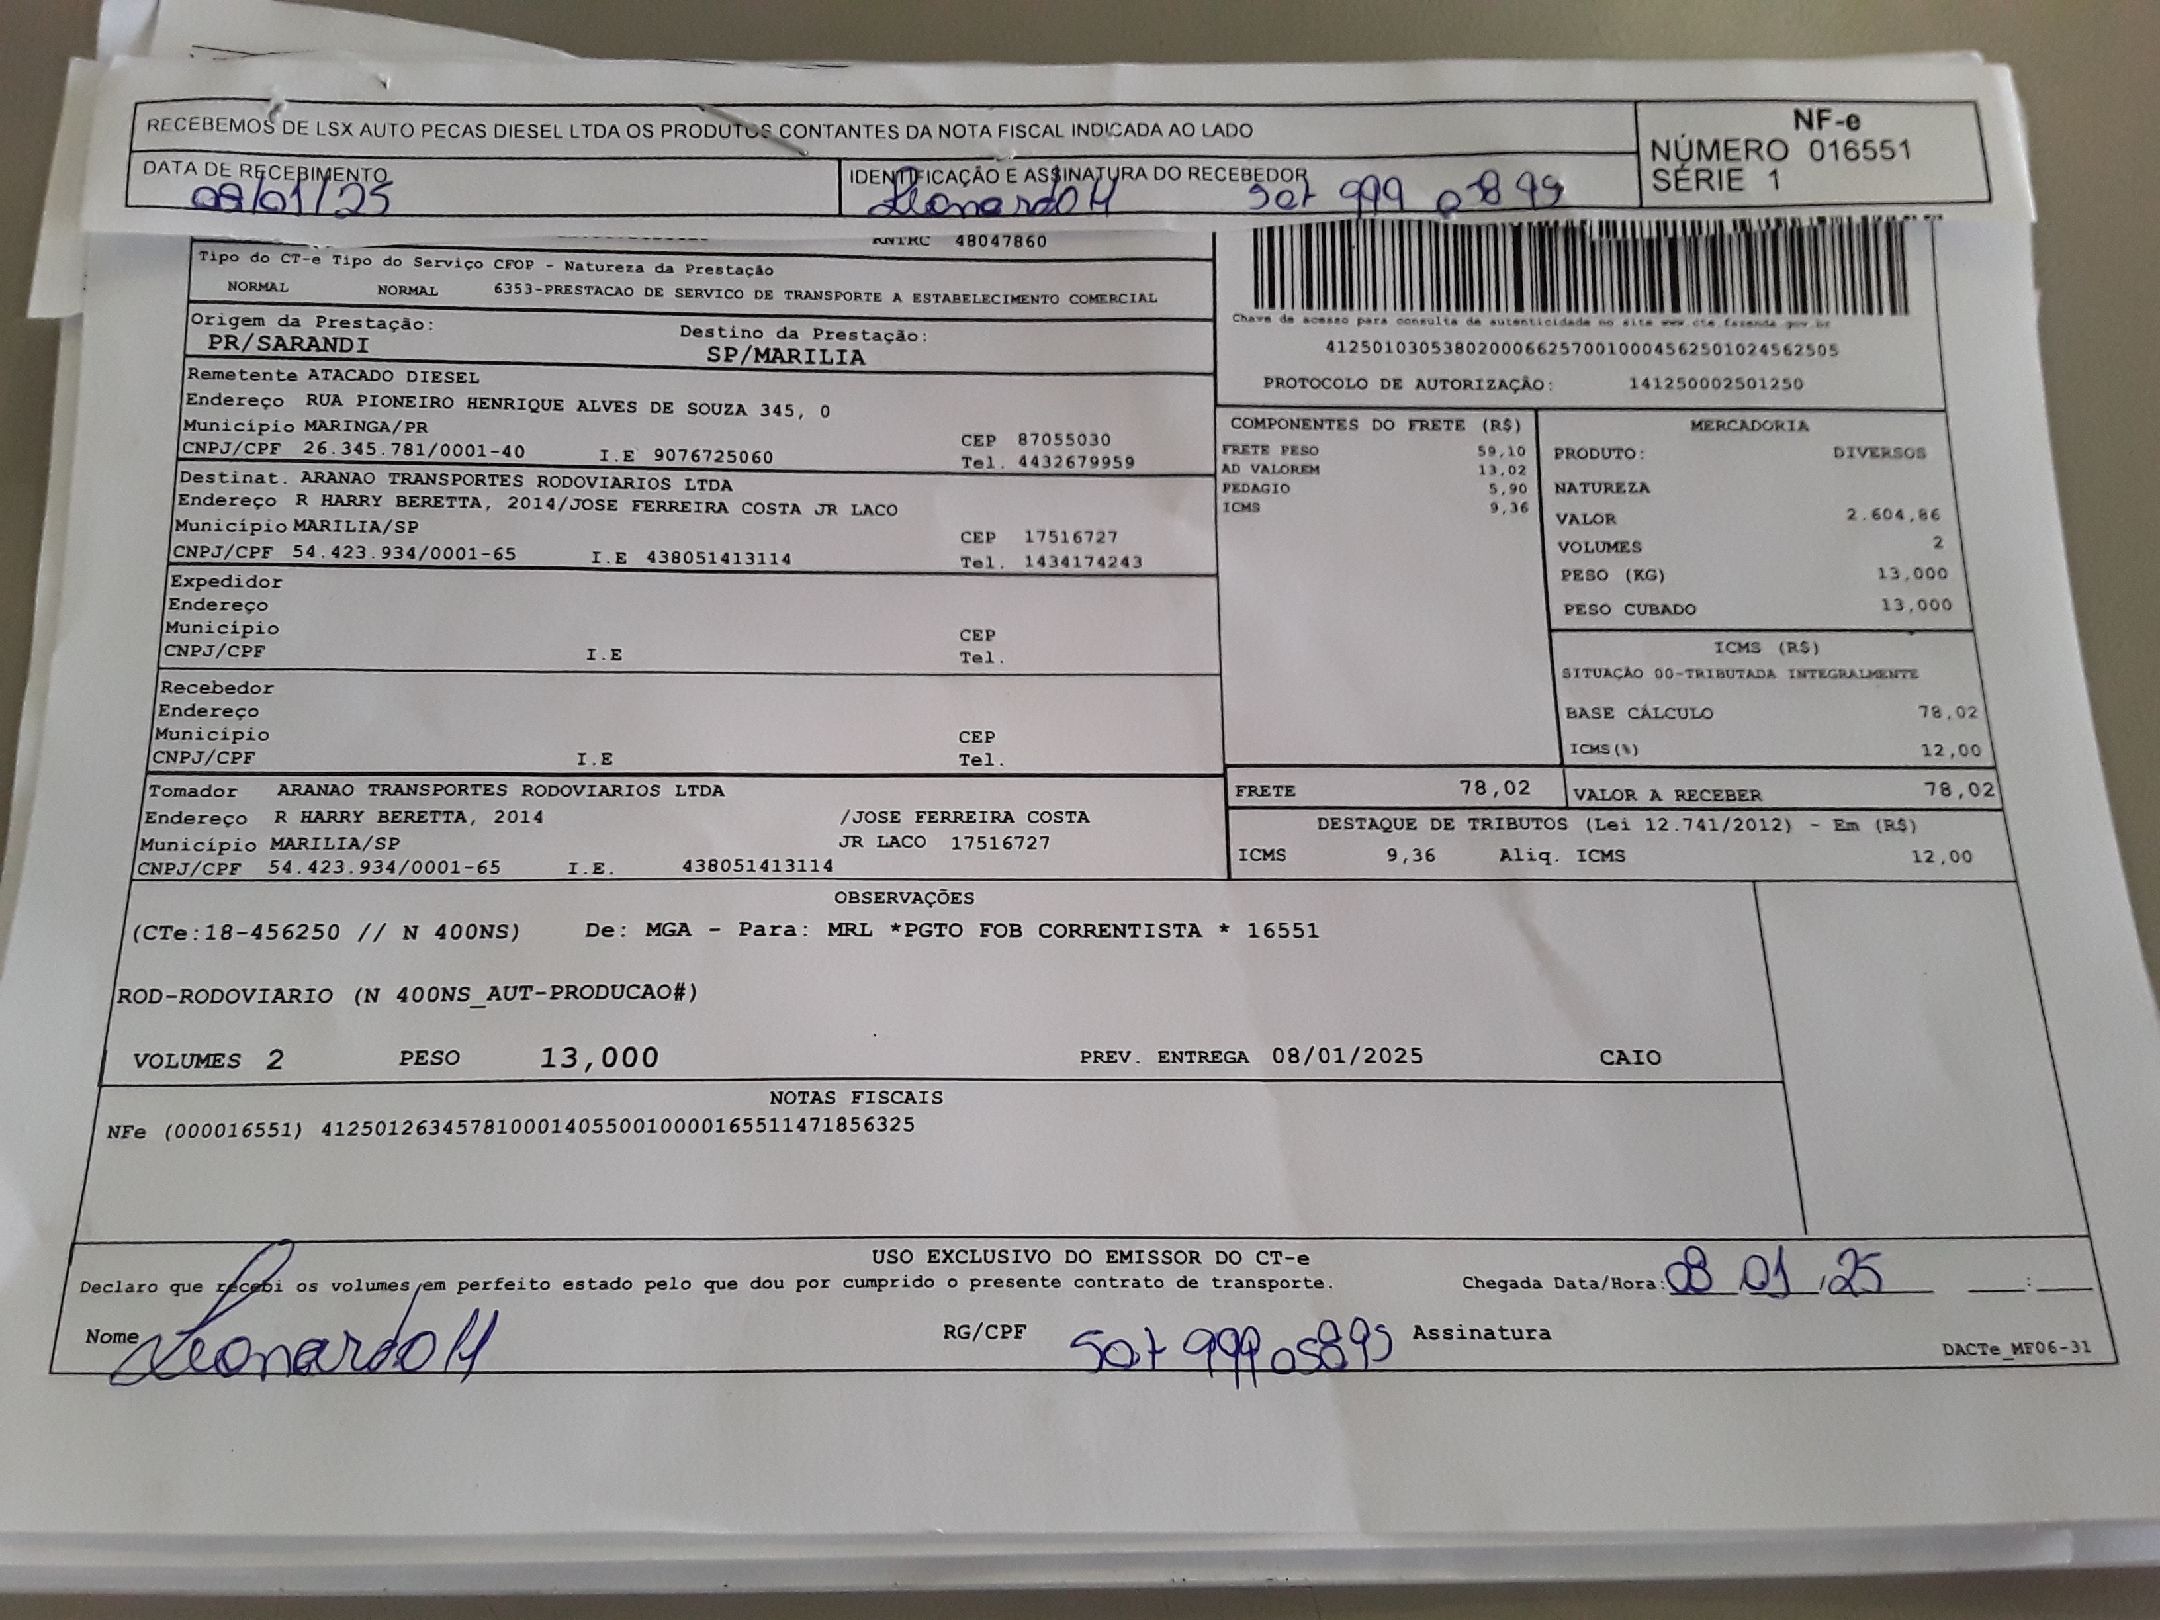 RECEBEMOS DE LSX AUTO PECAS DIESEL LTDA OS PRODUTOS CONTANTES DA NOTA FISCAL INDICADA AO LADO
NF-e
NÚMERO 016551
SÉRIE 1
DATA DE RECEBIMENTO
08/01/25
IDENTIFICAÇÃO E ASSINATURA DO RECEBEDOR
Leonardo H
RNTRC 48047860
Tipo do CT-e Tipo do Serviço CFOP - Natureza da Prestação
NORMAL NORMAL 6353-PRESTACAO DE SERVICO DE TRANSPORTE A ESTABELECIMENTO COMERCIAL
Origem da Prestação: Destino da Prestação:
PR/SARANDI SP/MARILIA
Remetente ATACADO DIESEL
Endereço RUA PIONEIRO HENRIQUE ALVES DE SOUZA 345, 0
Município MARINGA/PR CEP 87055030
CNPJ/CPF 26.345.781/0001-40 I.E 9076725060 Tel. 4432679959
Destinat. ARANAO TRANSPORTES RODOVIARIOS LTDA
Endereço R HARRY BERETTA, 2014/JOSE FERREIRA COSTA JR LACO
Município MARILIA/SP CEP 17516727
CNPJ/CPF 54.423.934/0001-65 I.E 438051413114 Tel. 1434174243
Expedidor
Endereço
Município CEP
CNPJ/CPF I.E Tel.
Recebedor
Endereço
Município CEP
CNPJ/CPF I.E Tel.
Tomador ARANAO TRANSPORTES RODOVIARIOS LTDA
Endereço R HARRY BERETTA, 2014 /JOSE FERREIRA COSTA
Município MARILIA/SP JR LACO 17516727
CNPJ/CPF 54.423.934/0001-65 I.E. 438051413114
Chave de acesso para consulta de autenticidade no site www.cte.fazenda.gov.br
41250103053802000662570010004562501024562505
PROTOCOLO DE AUTORIZAÇÃO: 141250002501250
COMPONENTES DO FRETE (R$)
FRETE PESO 59,10
AD VALOREM 13,02
PEDAGIO 5,90
ICMS 9,36
MERCADORIA
PRODUTO: DIVERSOS
NATUREZA
VALOR 2.604,86
VOLUMES 2
PESO (KG) 13,000
PESO CUBADO 13,000
ICMS (R$)
SITUAÇÃO 00-TRIBUTADA INTEGRALMENTE
BASE CÁLCULO 78,02
ICMS(%) 12,00
FRETE 78,02 VALOR A RECEBER 78,02
DESTAQUE DE TRIBUTOS (Lei 12.741/2012) - Em (R$)
ICMS 9,36 Aliq. ICMS 12,00
OBSERVAÇÕES
(CTe:18-456250 // N 400NS) De: MGA - Para: MRL *PGTO FOB CORRENTISTA * 16551
ROD-RODOVIARIO (N 400NS_AUT-PRODUCAO#)
VOLUMES 2 PESO 13,000 PREV. ENTREGA 08/01/2025 CAIO
NOTAS FISCAIS
NFe (000016551) 41250126345781000140550010000165511471856325
USO EXCLUSIVO DO EMISSOR DO CT-e
Declaro que recebi os volumes em perfeito estado pelo que dou por cumprido o presente contrato de transporte. Chegada Data/Hora: 08 01 /25 :
Nome Leonardo H RG/CPF Assinatura
DACTe_MF06-31